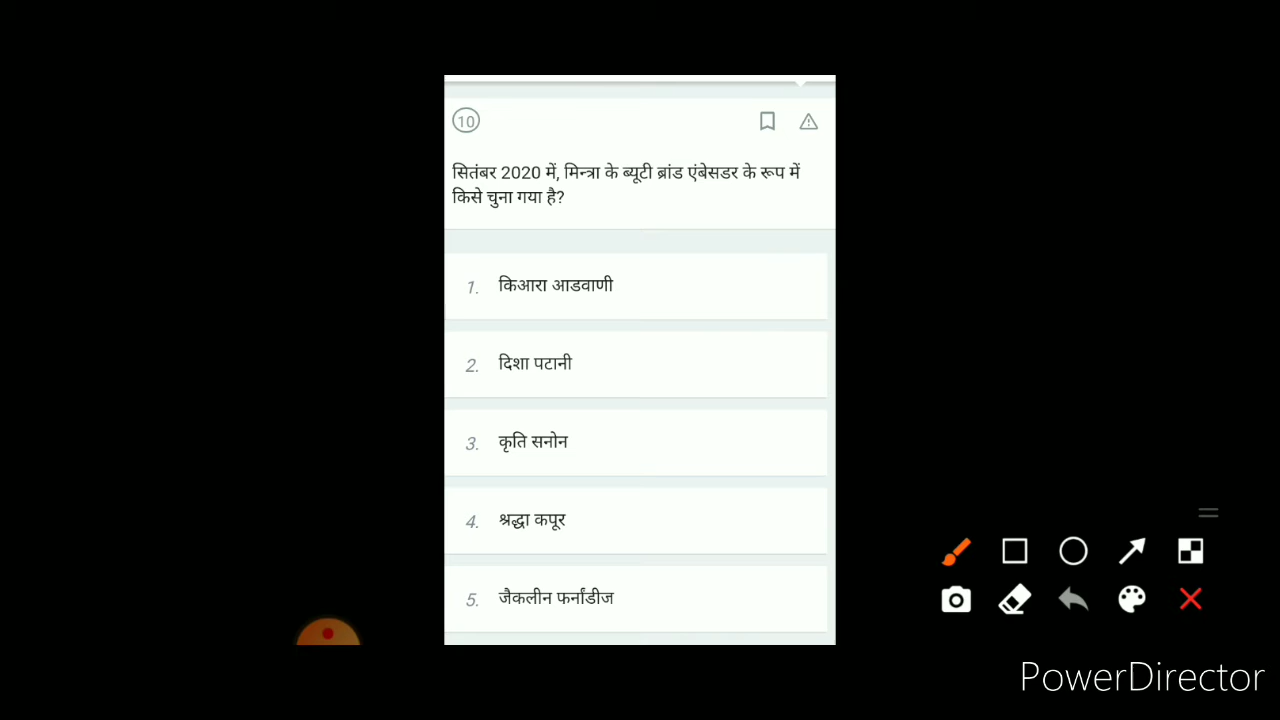 10
सितंबर 2020 में, मिन्त्रा के ब्यूटी ब्रांड एंबेसडर के रूप में
किसे चुना गया है?
1. किआरा आडवाणी
2. दिशा पटानी
3. कृति सनोन
4. श्रद्धा कपूर
5. जैकलीन फर्नांडीज
PowerDirector